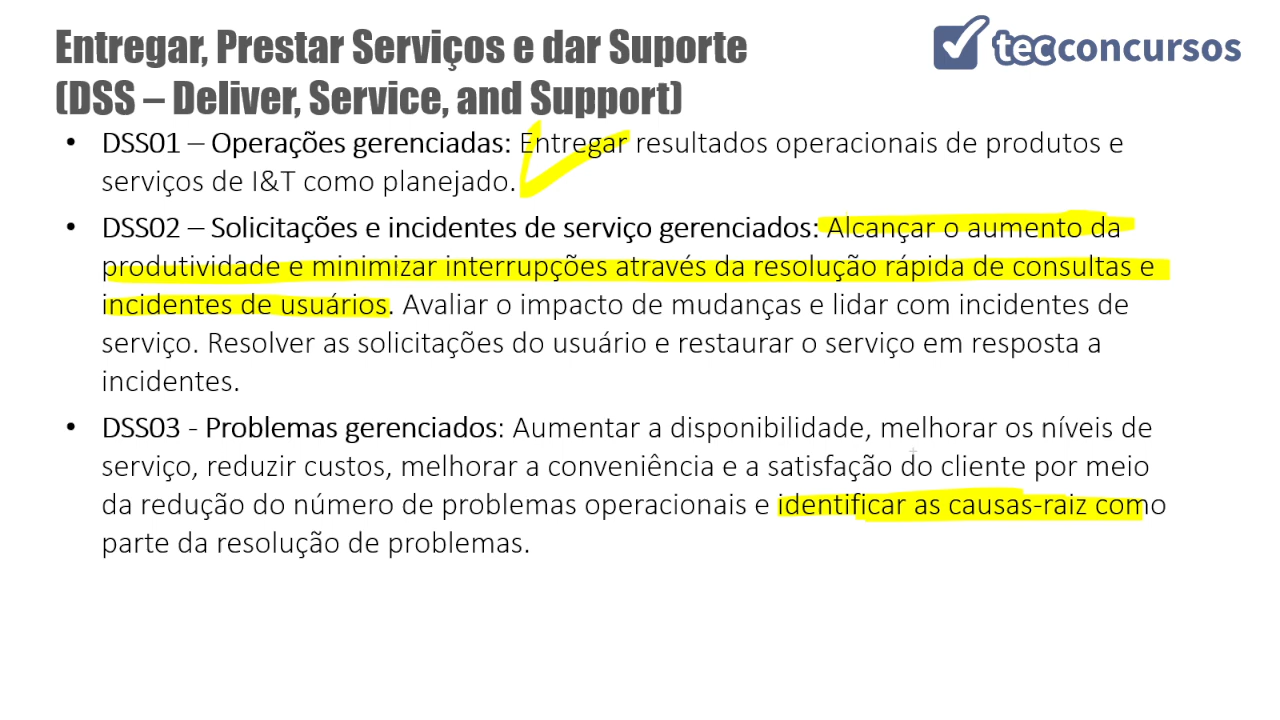 Entregar, Prestar Serviços e dar Suporte
(DSS – Deliver, Service, and Support)
tecconcursos
• DSS01 – Operações gerenciadas: Entregar resultados operacionais de produtos e
serviços de I&T como planejado.
• DSS02 – Solicitações e incidentes de serviço gerenciados: Alcançar o aumento da
produtividade e minimizar interrupções através da resolução rápida de consultas e
incidentes de usuários. Avaliar o impacto de mudanças e lidar com incidentes de
serviço. Resolver as solicitações do usuário e restaurar o serviço em resposta a
incidentes.
• DSS03 - Problemas gerenciados: Aumentar a disponibilidade, melhorar os níveis de
serviço, reduzir custos, melhorar a conveniência e a satisfação do cliente por meio
da redução do número de problemas operacionais e identificar as causas-raiz como
parte da resolução de problemas.